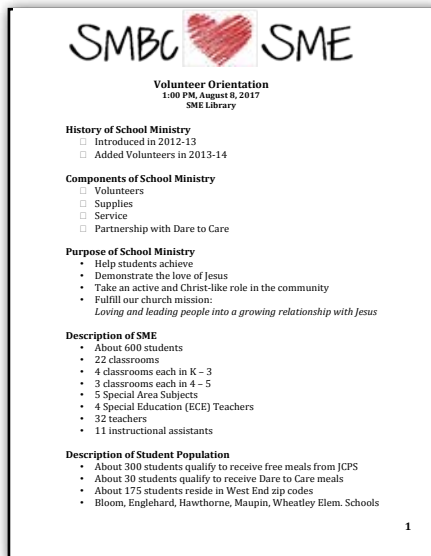 SMBC SME
Volunteer Orientation
1:00 PM, August 8, 2017
SME Library
History of School Ministry
☐ Introduced in 2012-13
☐ Added Volunteers in 2013-14
Components of School Ministry
☐ Volunteers
☐ Supplies
☐ Service
☐ Partnership with Dare to Care
Purpose of School Ministry
• Help students achieve
• Demonstrate the love of Jesus
• Take an active and Christ-like role in the community
• Fulfill our church mission:
Loving and leading people into a growing relationship with Jesus
Description of SME
• About 600 students
• 22 classrooms
• 4 classrooms each in K – 3
• 3 classrooms each in 4 – 5
• 5 Special Area Subjects
• 4 Special Education (ECE) Teachers
• 32 teachers
• 11 instructional assistants
Description of Student Population
• About 300 students qualify to receive free meals from JCPS
• About 30 students qualify to receive Dare to Care meals
• About 175 students reside in West End zip codes
• Bloom, Englehard, Hawthorne, Maupin, Wheatley Elem. Schools
1